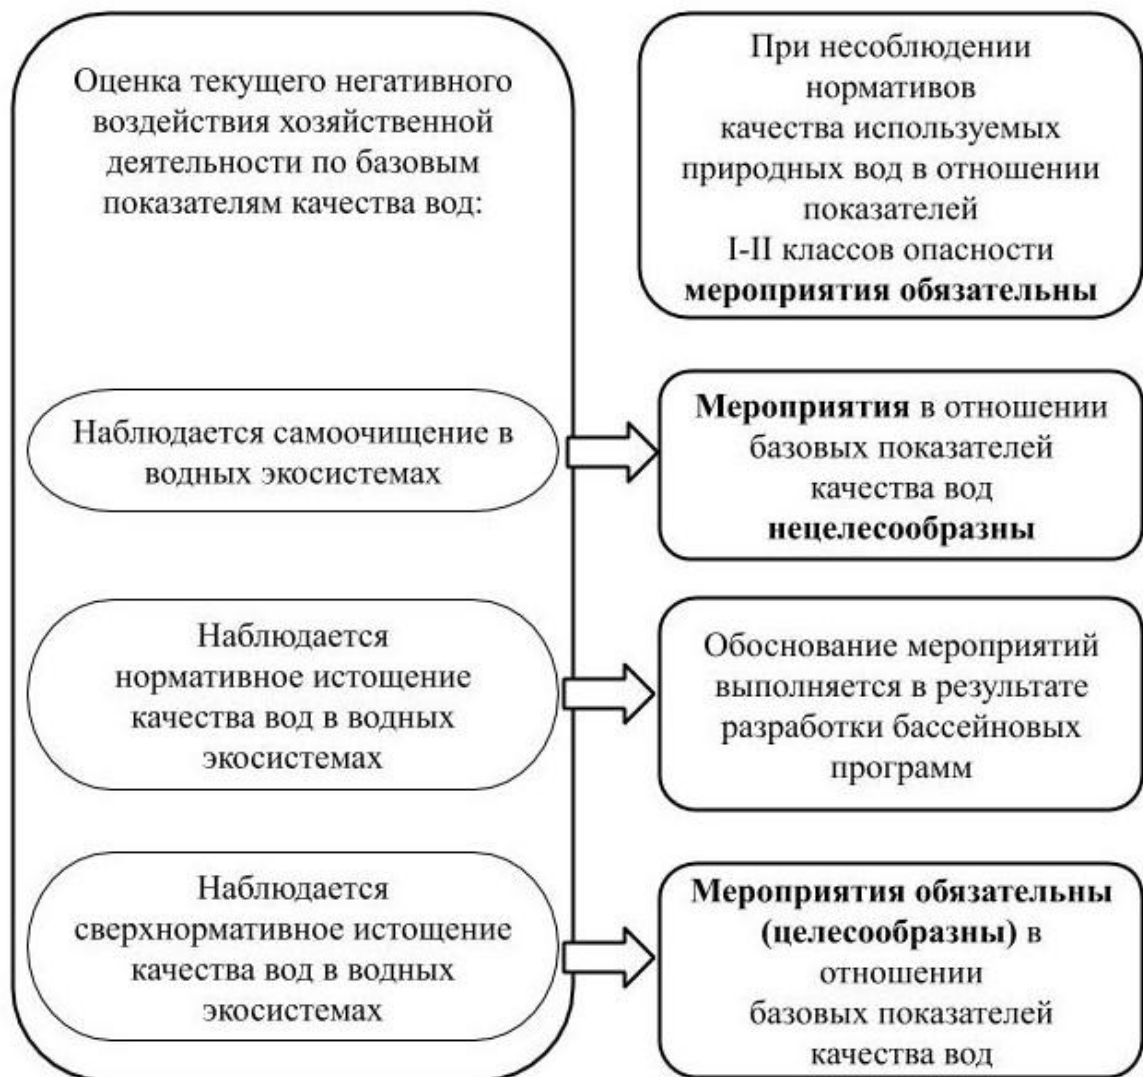 Оценка текущего негативного
воздействия хозяйственной
деятельности по базовым
показателям качества вод:
При несоблюдении
нормативов
качества используемых
природных вод в отношении
показателей
I-II классов опасности
мероприятия обязательны
Наблюдается самоочищение в
водных экосистемах
Мероприятия в отношении
базовых показателей
качества вод
нецелесообразны
Наблюдается
нормативное истощение
качества вод в водных
экосистемах
Обоснование мероприятий
выполняется в результате
разработки бассейновых
программ
Наблюдается
сверхнормативное истощение
качества вод в водных
экосистемах
Мероприятия обязательны
(целесообразны) в
отношении
базовых показателей
качества вод